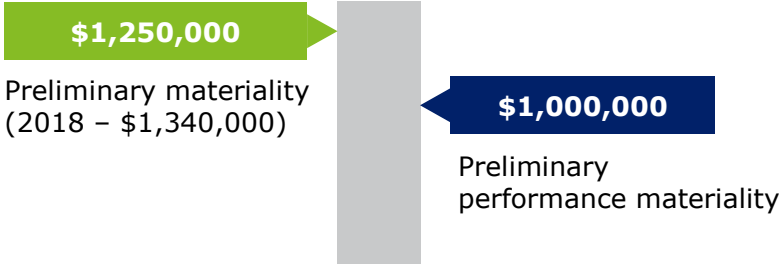 $1,250,000
Preliminary materiality
(2018 – $1,340,000)
$1,000,000
Preliminary
performance materiality